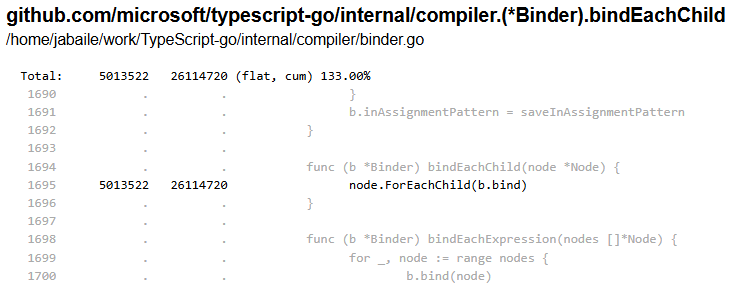 github.com/microsoft/typescript-go/internal/compiler.(*Binder).bindEachChild
/home/jabaile/work/TypeScript-go/internal/compiler/binder.go
Total: 5013522 26114720 (flat, cum) 133.00%
1690 . . }
1691 . . b.inAssignmentPattern = saveInAssignmentPattern
1692 . . }
1693 . .
1694 . . func (b *Binder) bindEachChild(node *Node) {
1695 5013522 26114720 node.ForEachChild(b.bind)
1696 . . }
1697 . .
1698 . . func (b *Binder) bindEachExpression(nodes []*Node) {
1699 . . for _, node := range nodes {
1700 . . b.bind(node)